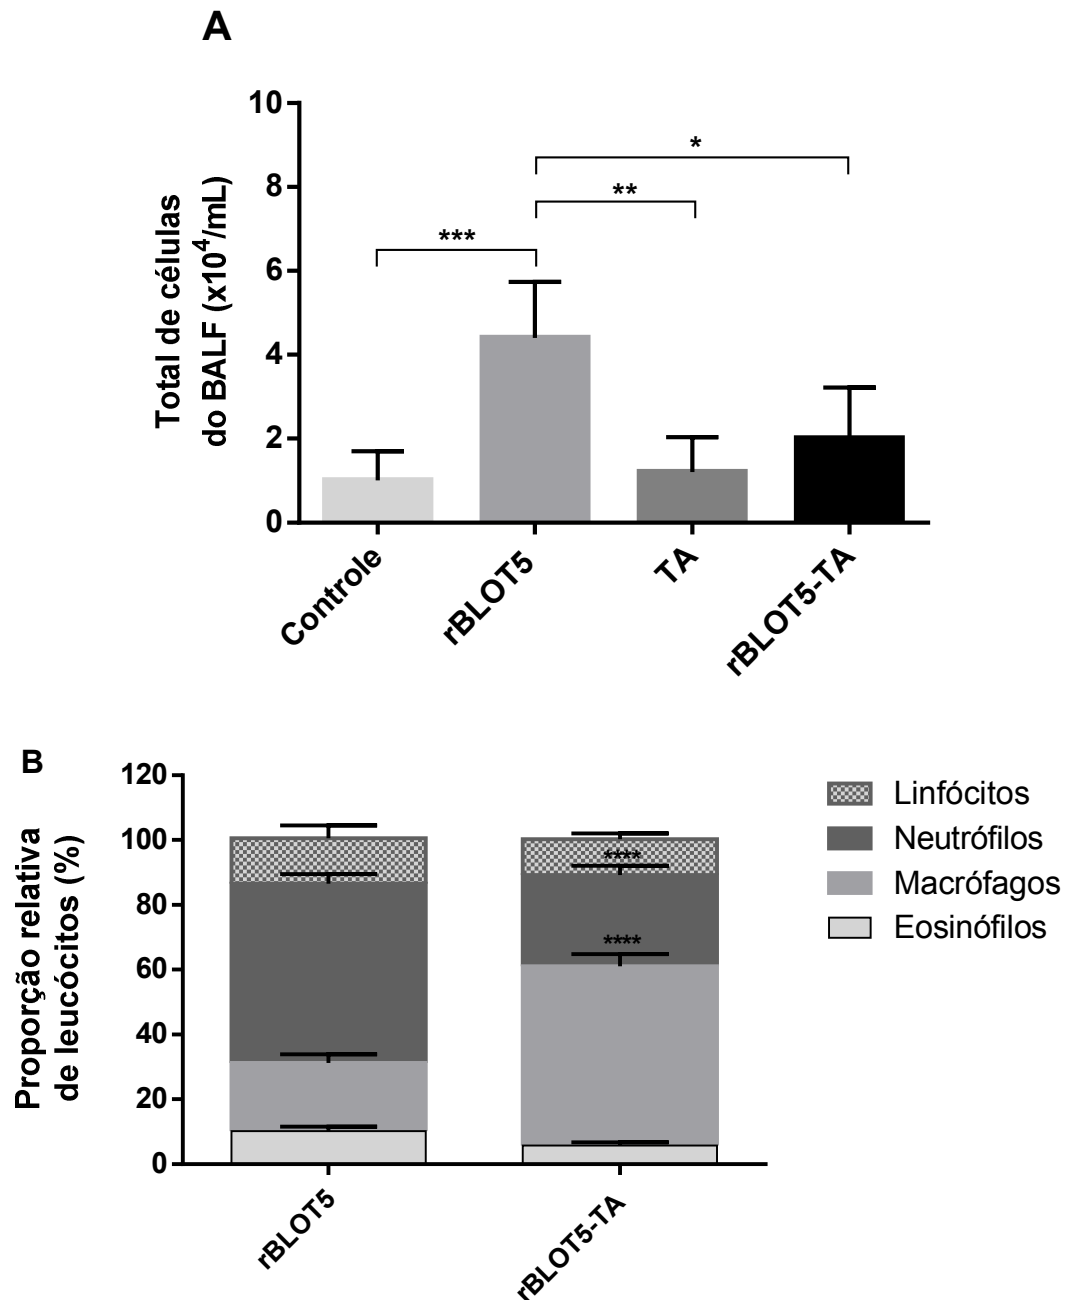 A
10
8
6
4
2
0
Total de células
do BALF (x10⁴/mL)
*
**
***
Controle
rBLOT5
TA
rBLOT5-TA
B
120
100
80
60
40
20
0
Proporção relativa
de leucócitos (%)
****
****
rBLOT5
rBLOT5-TA
Linfócitos
Neutrófilos
Macrófagos
Eosinófilos